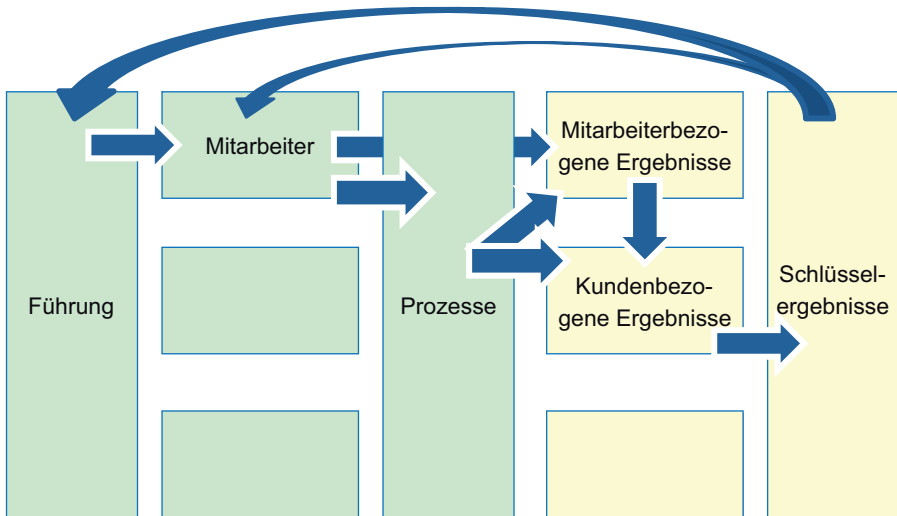 Führung
Mitarbeiter
Prozesse
Mitarbeiterbezo-
gene Ergebnisse
Kundenbezo-
gene Ergebnisse
Schlüssel-
ergebnisse